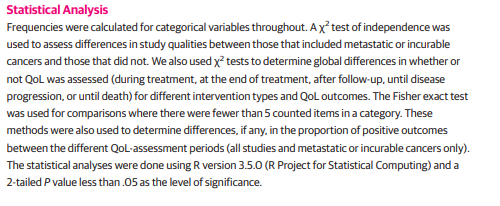 Statistical Analysis
Frequencies were calculated for categorical variables throughout. A χ² test of independence was
used to assess differences in study qualities between those that included metastatic or incurable
cancers and those that did not. We also used χ² tests to determine global differences in whether or
not QoL was assessed (during treatment, at the end of treatment, after follow-up, until disease
progression, or until death) for different intervention types and QoL outcomes. The Fisher exact test
was used for comparisons where there were fewer than 5 counted items in a category. These
methods were also used to determine differences, if any, in the proportion of positive outcomes
between the different QoL-assessment periods (all studies and metastatic or incurable cancers only).
The statistical analyses were done using R version 3.5.0 (R Project for Statistical Computing) and a
2-tailed P value less than .05 as the level of significance.